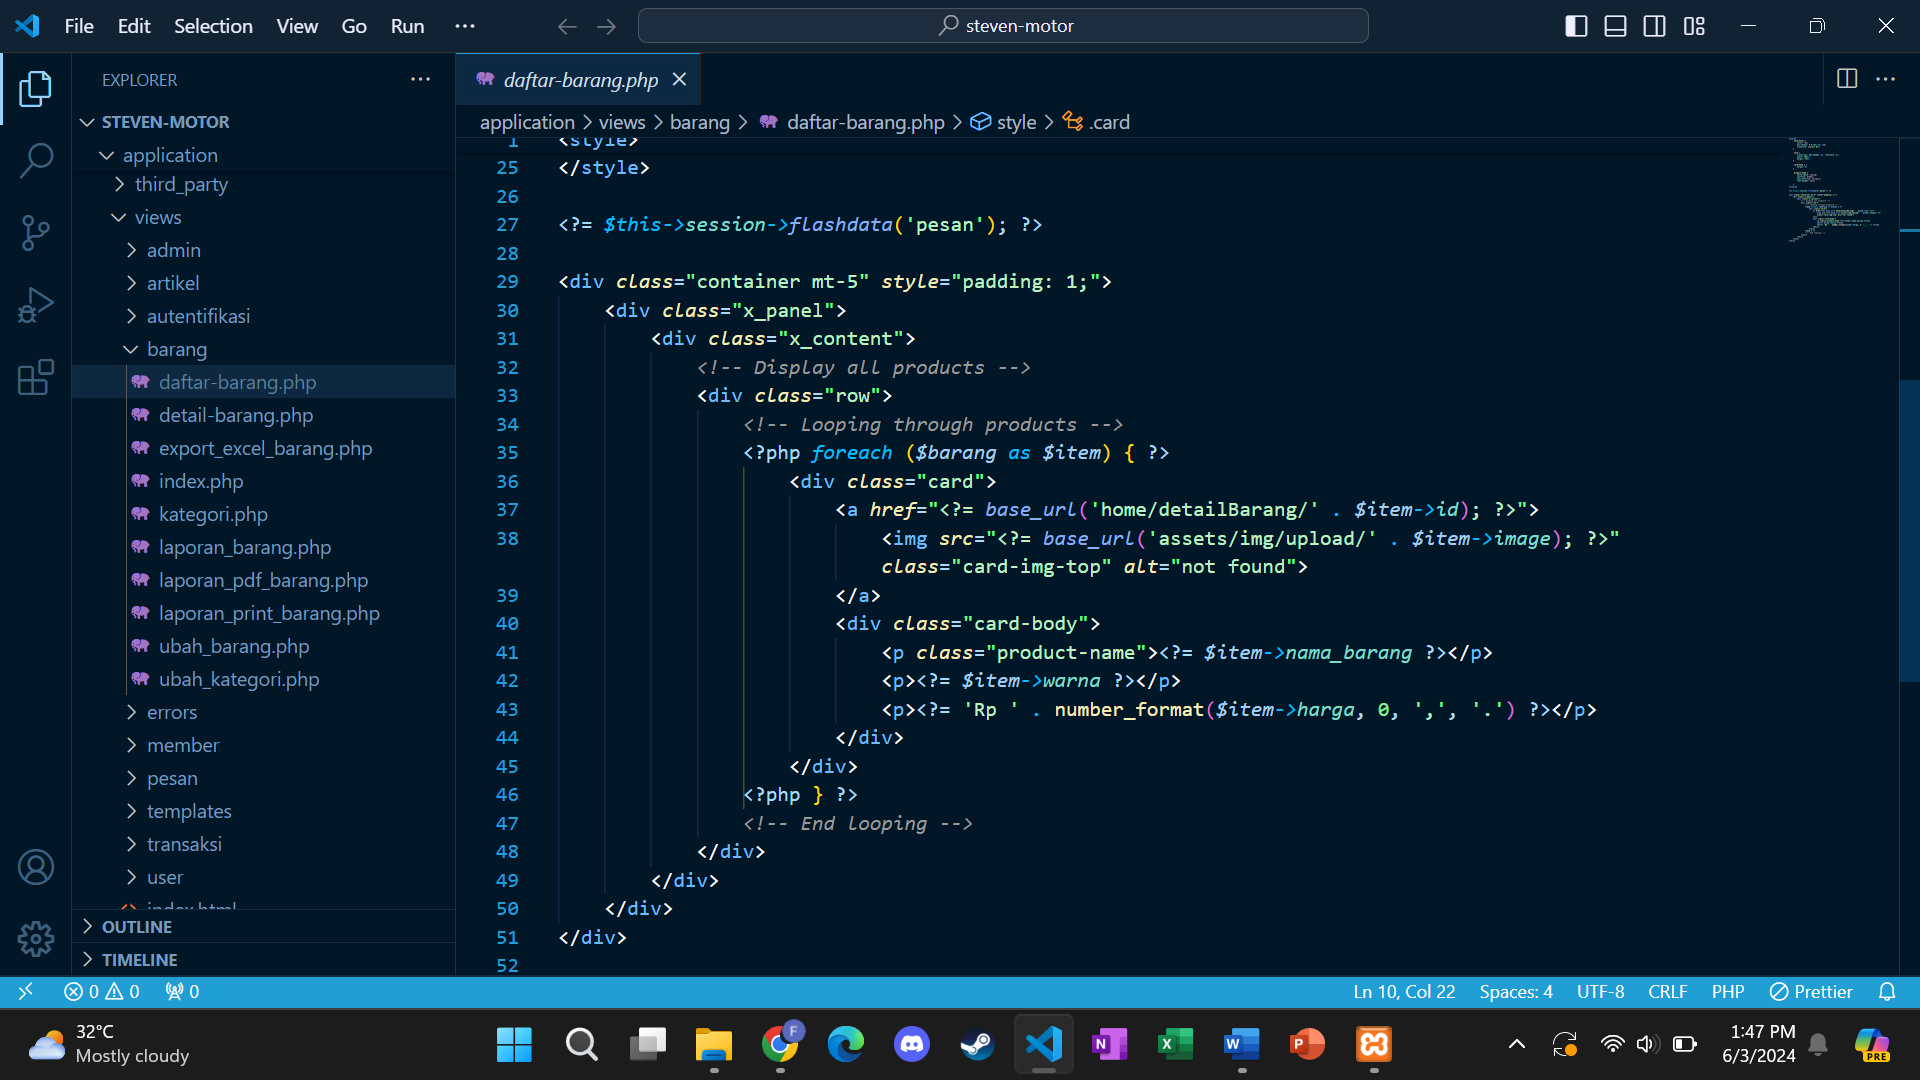 File Edit Selection View Go Run ···
steven-motor
EXPLORER
STEVEN-MOTOR
application
third_party
views
admin
artikel
autentifikasi
barang
daftar-barang.php
detail-barang.php
export_excel_barang.php
index.php
kategori.php
laporan_barang.php
laporan_pdf_barang.php
laporan_print_barang.php
ubah_barang.php
ubah_kategori.php
errors
member
pesan
templates
transaksi
user
index.html
OUTLINE
TIMELINE
daftar-barang.php
application > views > barang > daftar-barang.php > style > .card
1 <style>
25 </style>
26
27 <?= $this->session->flashdata('pesan'); ?>
28
29 <div class="container mt-5" style="padding: 1;">
30 <div class="x_panel">
31 <div class="x_content">
32 <!-- Display all products -->
33 <div class="row">
34 <!-- Looping through products -->
35 <?php foreach ($barang as $item) { ?>
36 <div class="card">
37 <a href="<?= base_url('home/detailBarang/' . $item->id); ?>">
38 <img src="<?= base_url('assets/img/upload/' . $item->image); ?>"
class="card-img-top" alt="not found">
39 </a>
40 <div class="card-body">
41 <p class="product-name"><?= $item->nama_barang ?></p>
42 <p><?= $item->warna ?></p>
43 <p><?= 'Rp ' . number_format($item->harga, 0, ',', '.') ?></p>
44 </div>
45 </div>
46 <?php } ?>
47 <!-- End looping -->
48 </div>
49 </div>
50 </div>
51 </div>
52
0 0 0
Ln 10, Col 22 Spaces: 4 UTF-8 CRLF PHP Prettier
32°C
Mostly cloudy
F
N
X
W
P
1:47 PM
6/3/2024
PRE